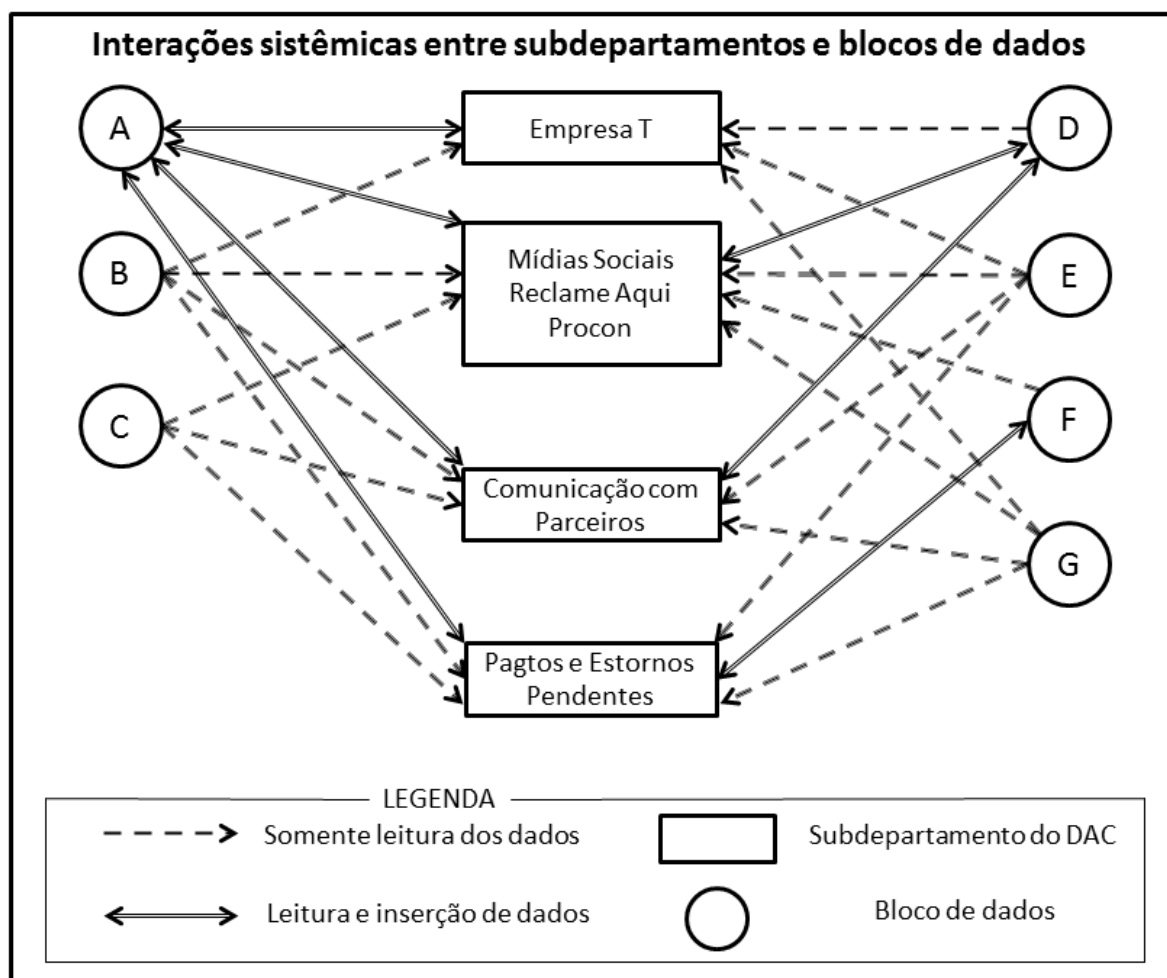 Interações sistêmicas entre subdepartamentos e blocos de dados
A
Empresa T
D
B
Mídias Sociais
Reclame Aqui
Procon
E
C
F
Comunicação com
Parceiros
G
Pagtos e Estornos
Pendentes
LEGENDA
Somente leitura dos dados
Subdepartamento do DAC
Leitura e inserção de dados
Bloco de dados